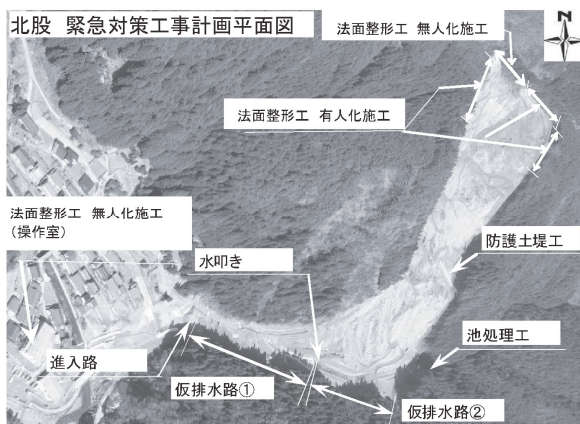 北股 緊急対策工事計画平面図
法面整形工 無人化施工
N
法面整形工 有人化施工
法面整形工 無人化施工
(操作室)
水叩き
防護土堤工
池処理工
進入路
仮排水路①
仮排水路②